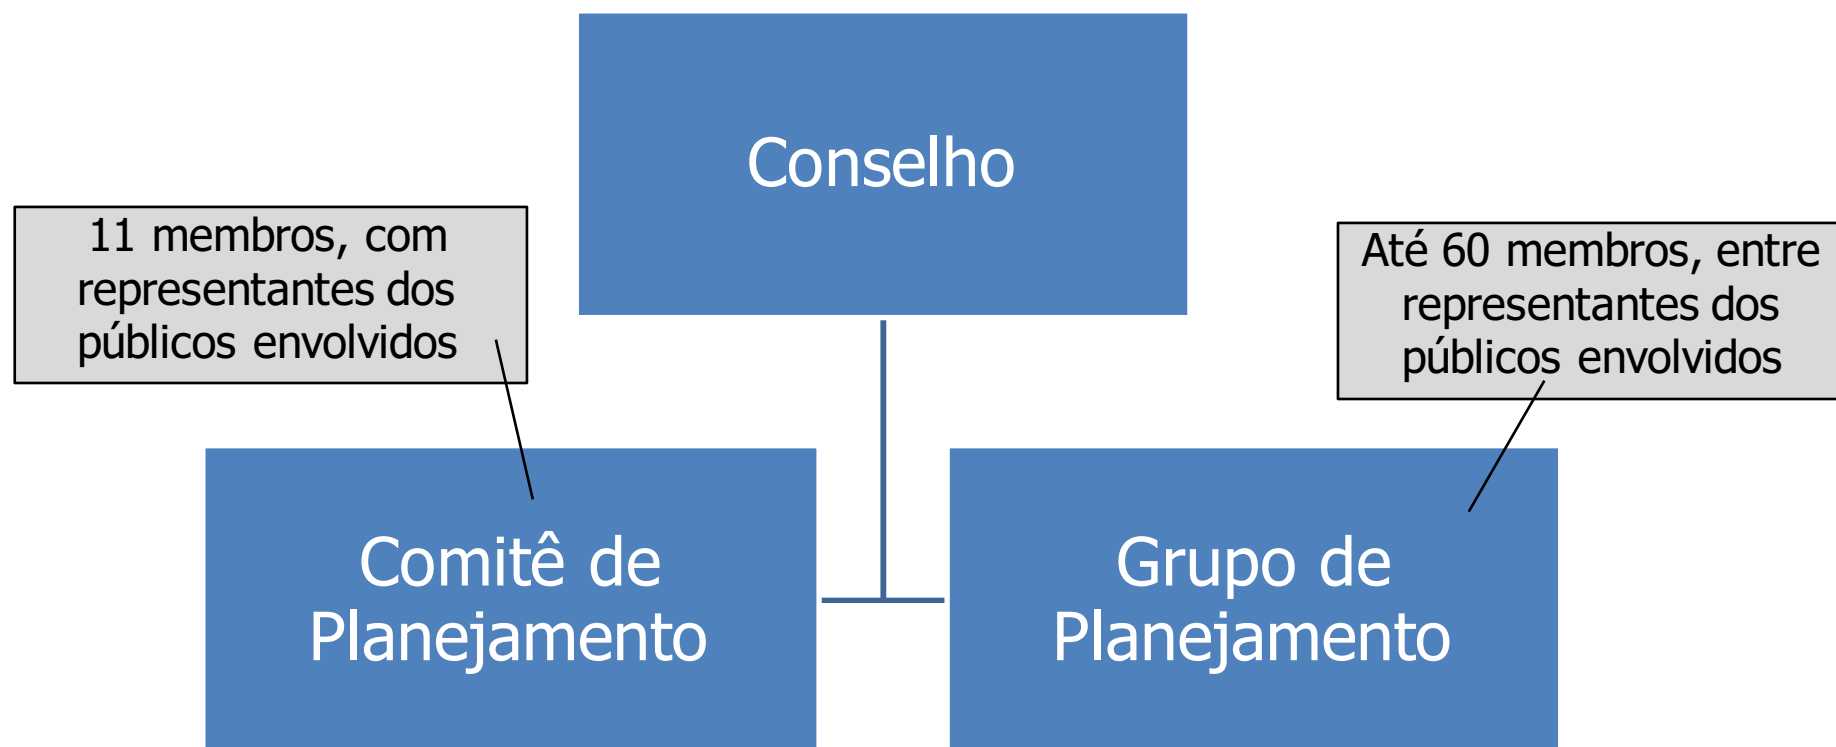 Conselho
11 membros, com
representantes dos
públicos envolvidos
Até 60 membros, entre
representantes dos
públicos envolvidos
Comitê de
Planejamento
Grupo de
Planejamento